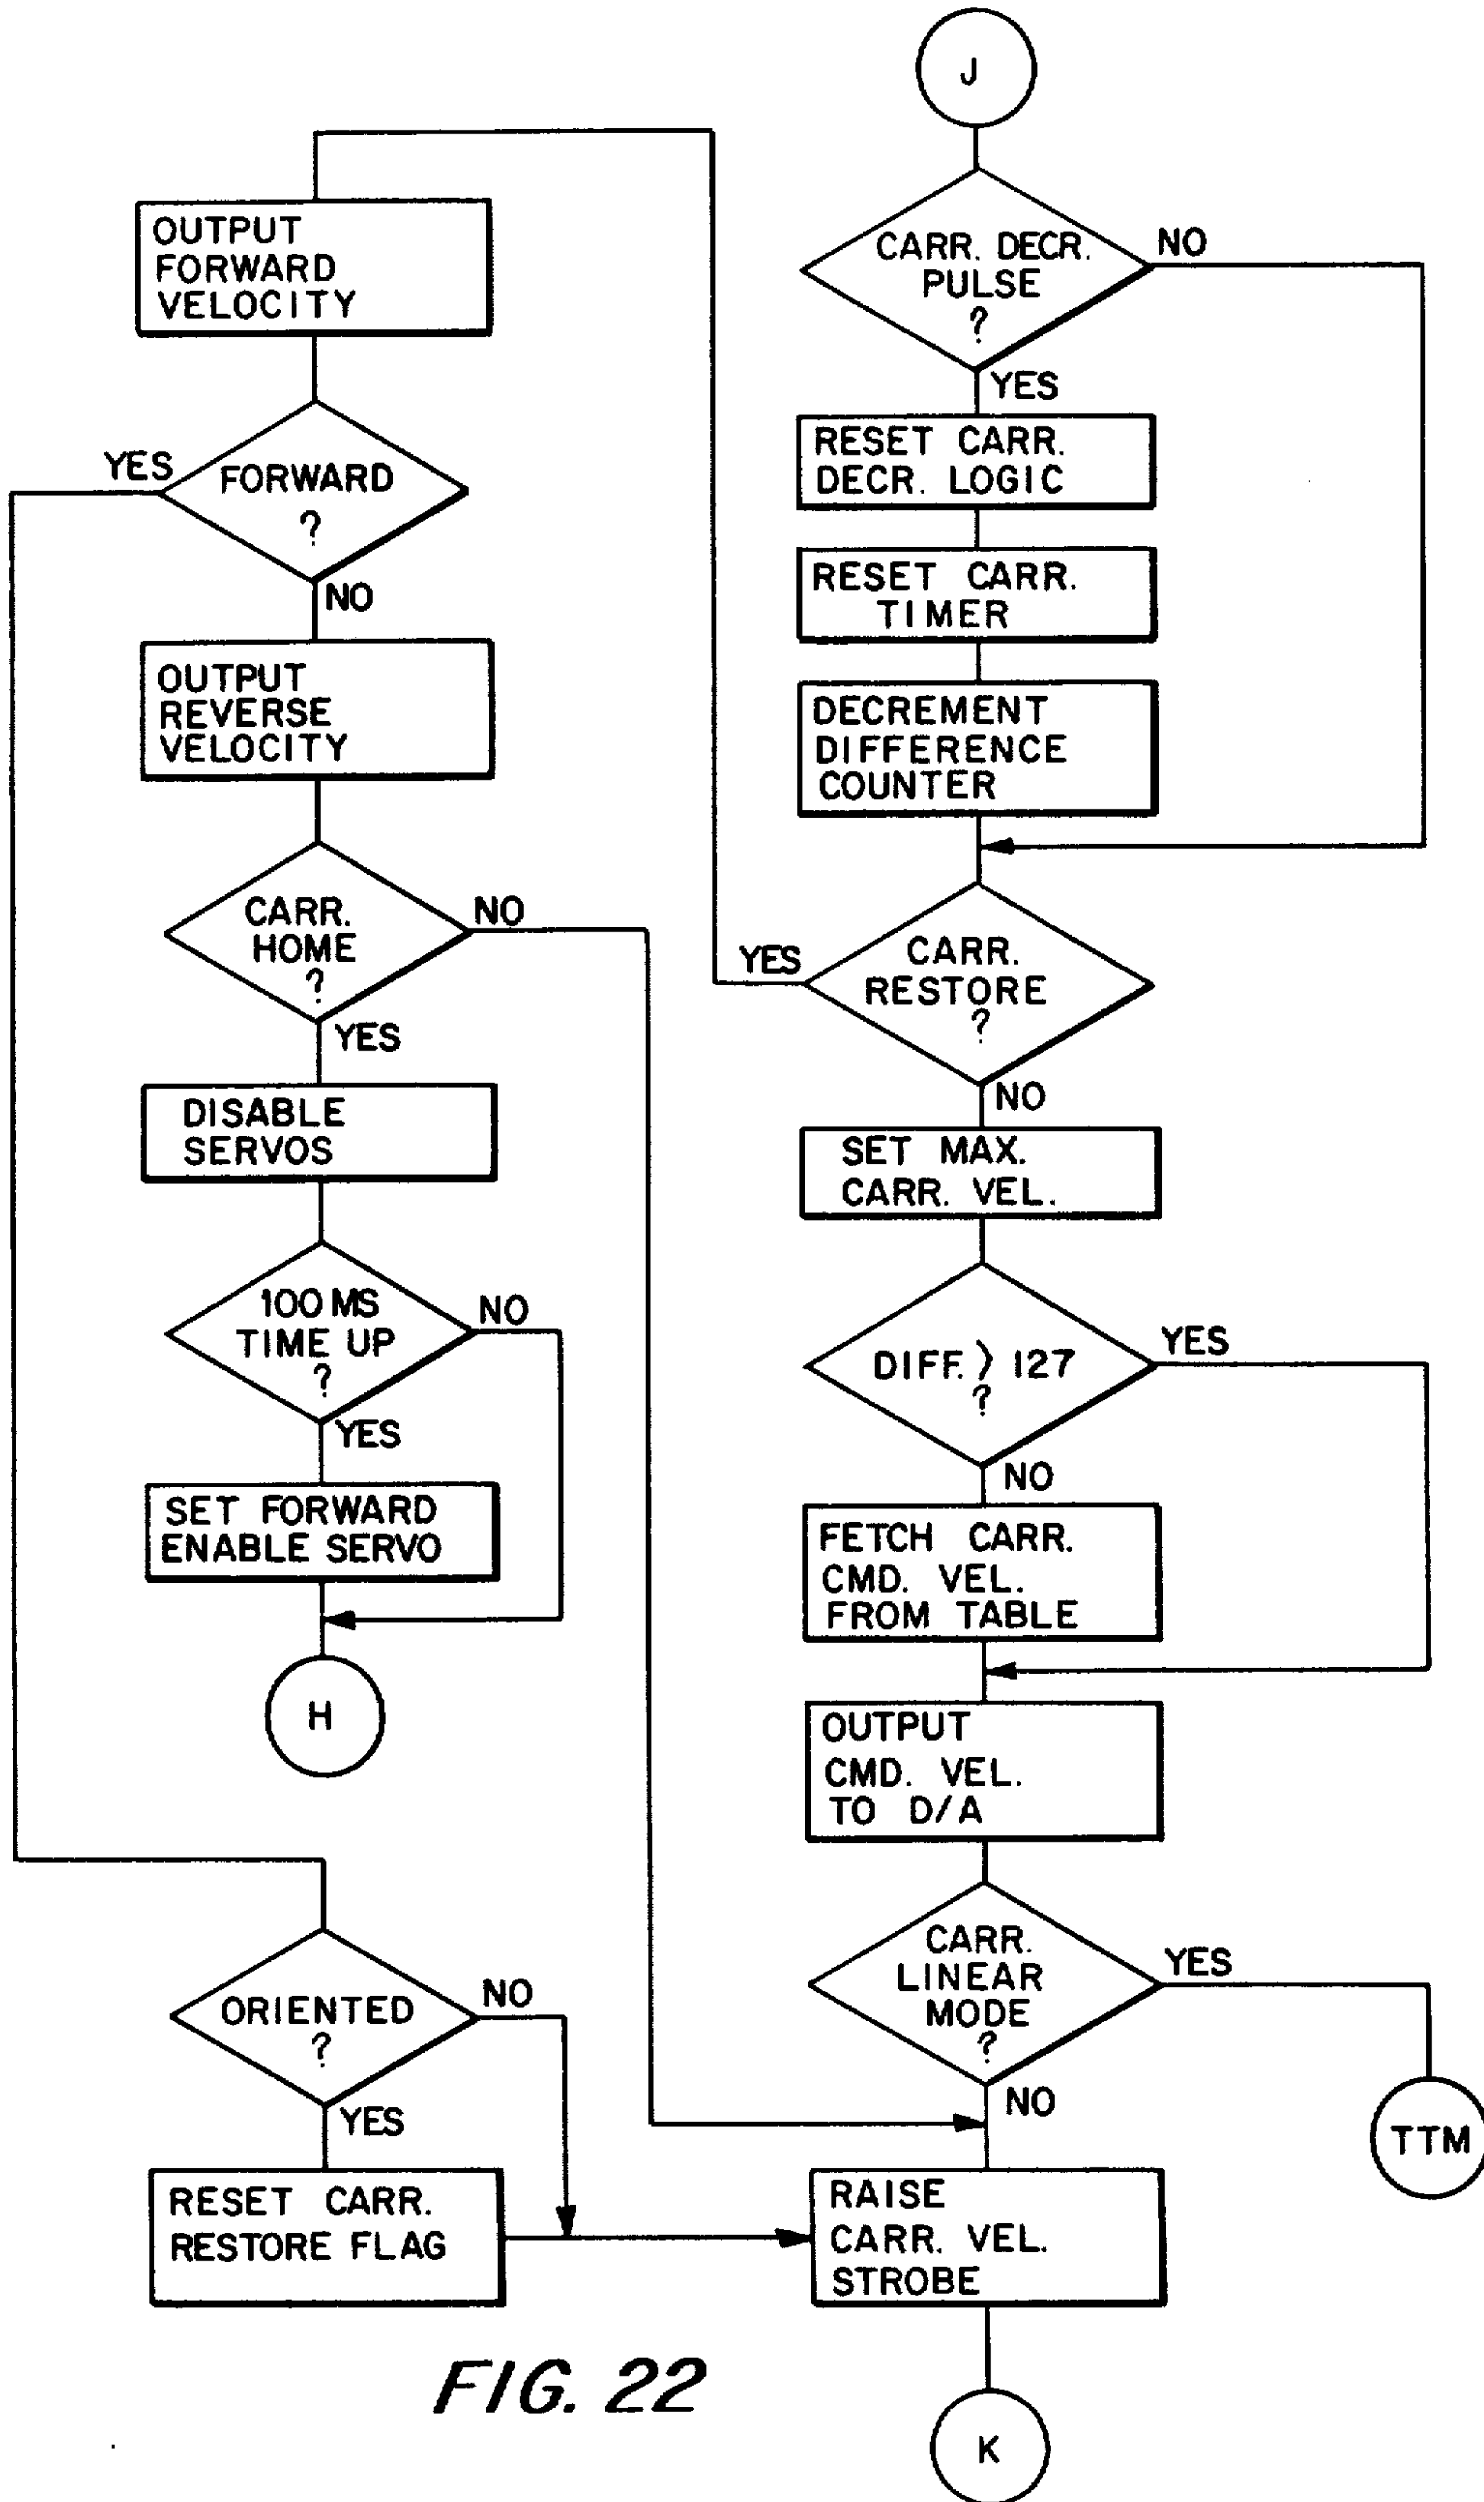 J
CARR. DECR.
PULSE
?
NO
YES
RESET CARR.
DECR. LOGIC
RESET CARR.
TIMER
DECREMENT
DIFFERENCE
COUNTER
CARR.
RESTORE
?
YES
NO
SET MAX.
CARR. VEL.
DIFF. > 127
?
YES
NO
FETCH CARR.
CMD. VEL.
FROM TABLE
OUTPUT
CMD. VEL.
TO D/A
CARR.
LINEAR
MODE
?
YES
NO
TTM
RAISE
CARR. VEL.
STROBE
K
OUTPUT
FORWARD
VELOCITY
FORWARD
?
YES
NO
OUTPUT
REVERSE
VELOCITY
CARR.
HOME
?
NO
YES
DISABLE
SERVOS
100 MS
TIME UP
?
NO
YES
SET FORWARD
ENABLE SERVO
H
ORIENTED
?
NO
YES
RESET CARR.
RESTORE FLAG
FIG. 22